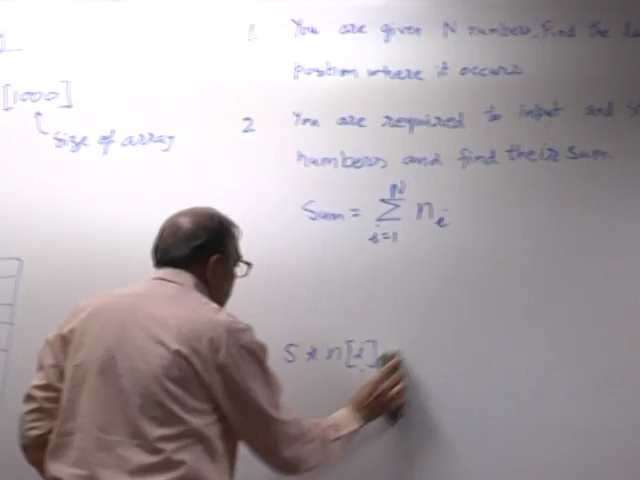 [1000]
Size of array
1 You are given N numbers. Find the
position where it occurs
2 You are required to input and
numbers and find their sum
Sum = N Σ i=1 n i
S * n[i]